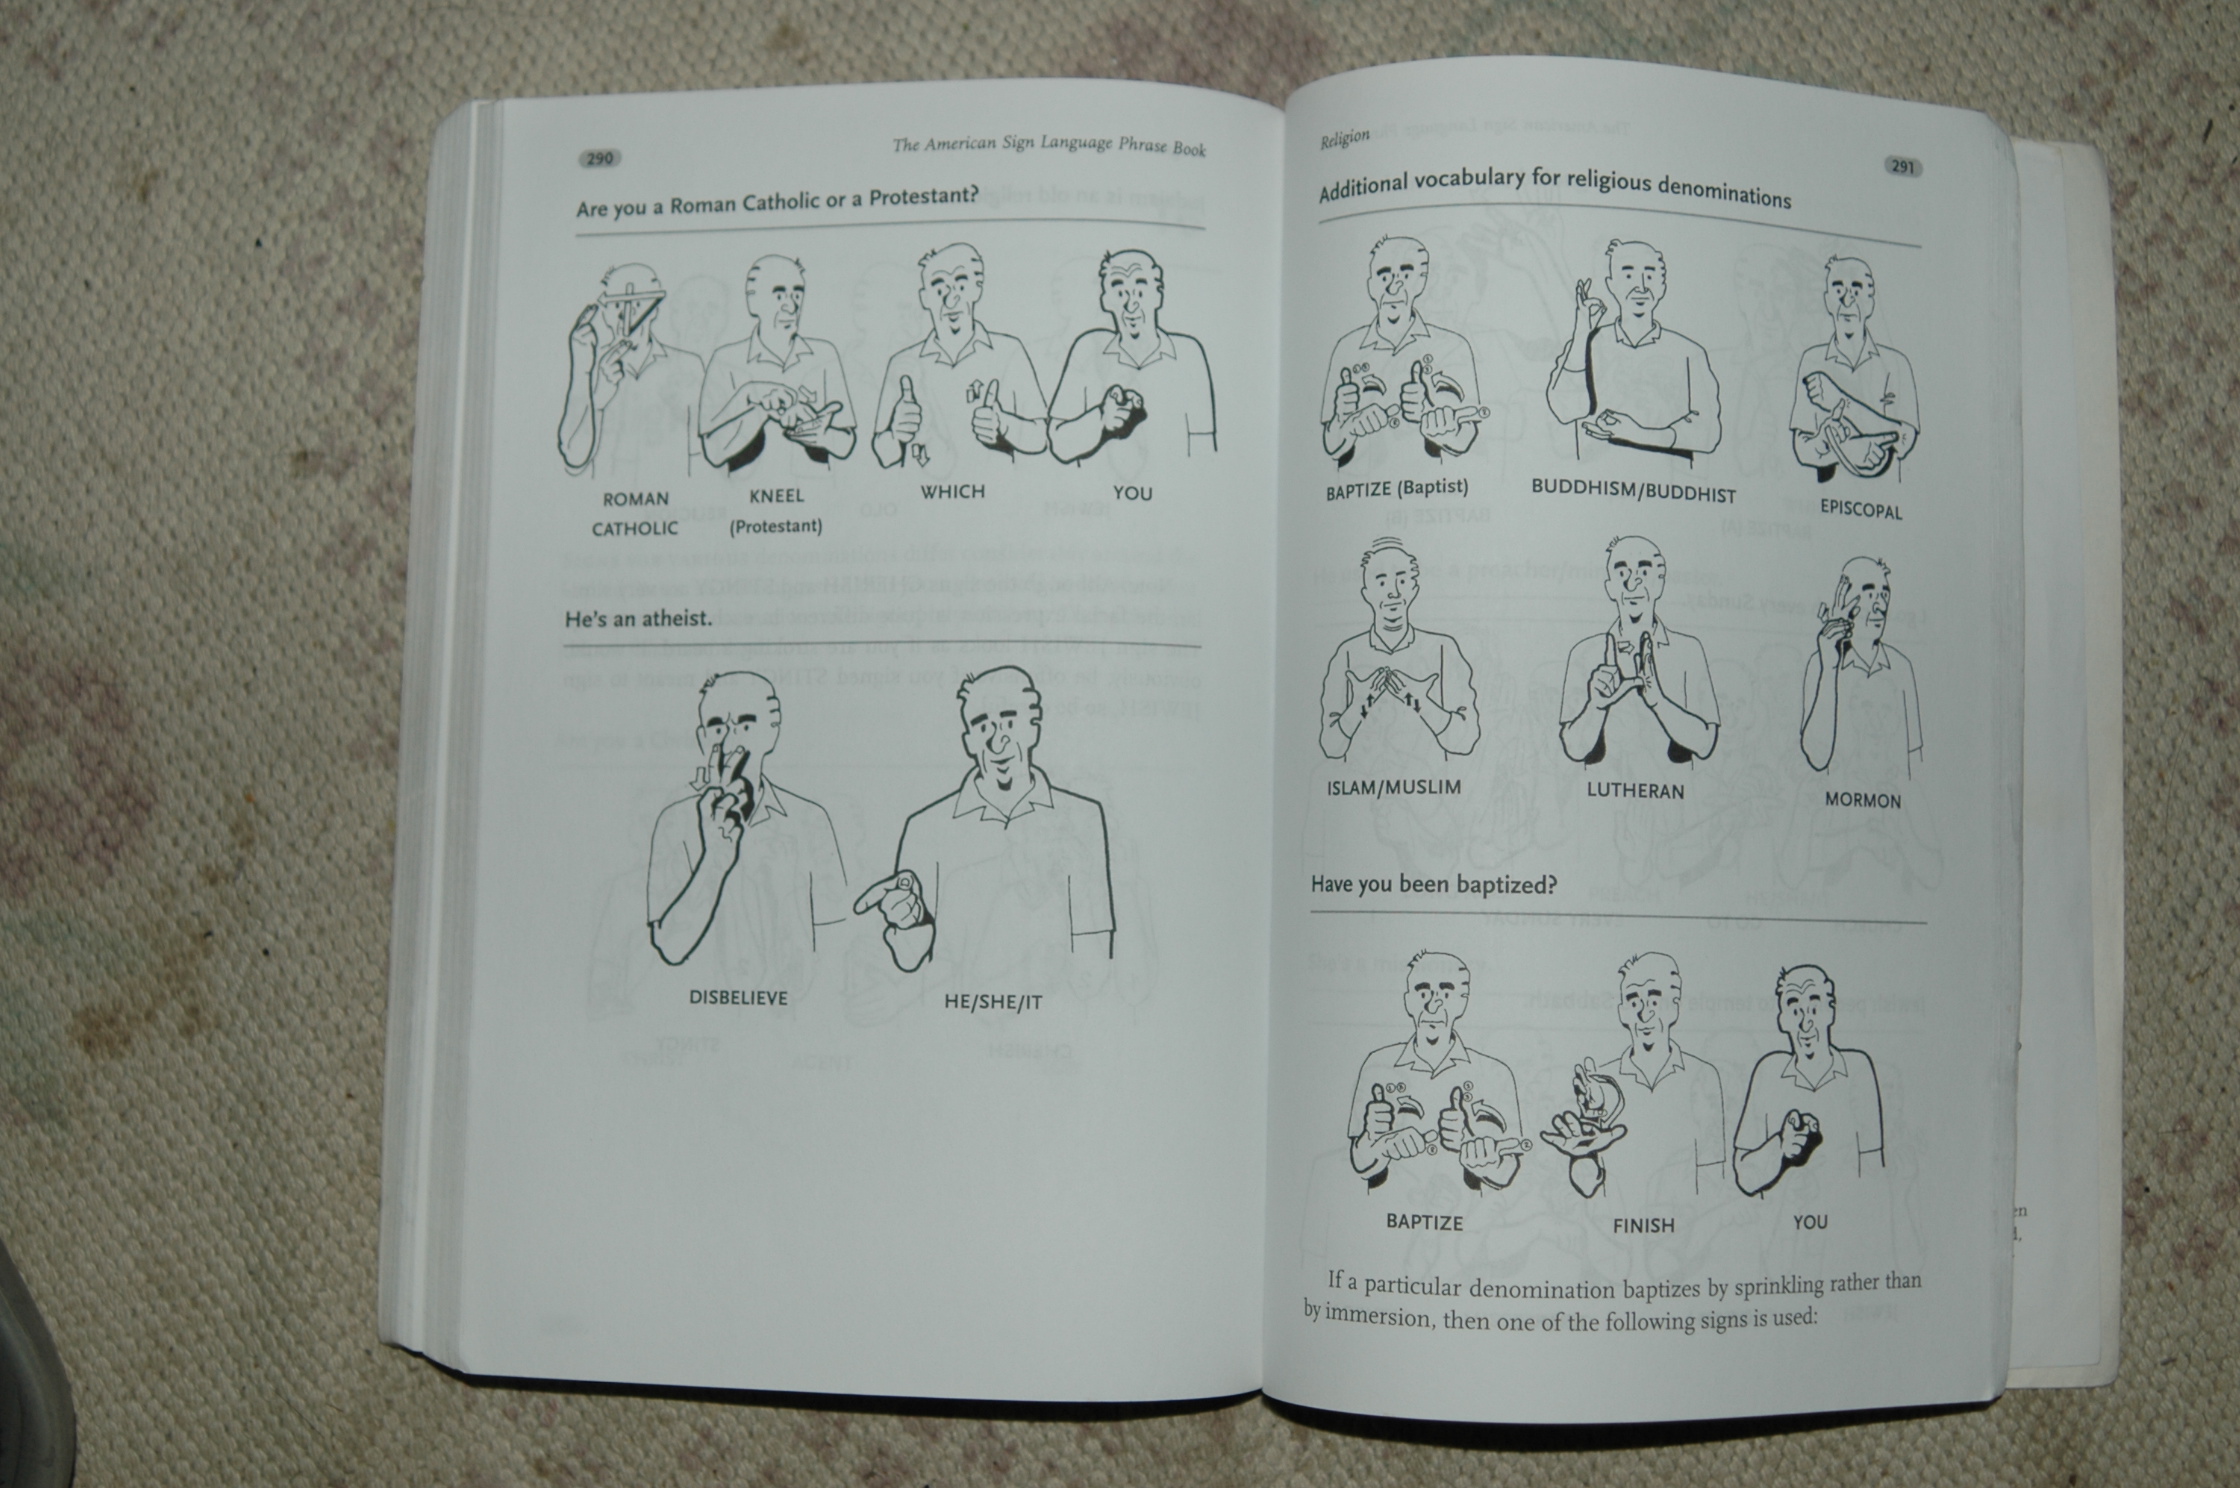 290
The American Sign Language Phrase Book
Are you a Roman Catholic or a Protestant?
ROMAN
CATHOLIC
KNEEL
(Protestant)
WHICH
YOU
He's an atheist.
DISBELIEVE
HE/SHE/IT
Religion
291
Additional vocabulary for religious denominations
BAPTIZE (Baptist)
BUDDHISM/BUDDHIST
EPISCOPAL
ISLAM/MUSLIM
LUTHERAN
MORMON
Have you been baptized?
BAPTIZE
FINISH
YOU
If a particular denomination baptizes by sprinkling rather than
by immersion, then one of the following signs is used: